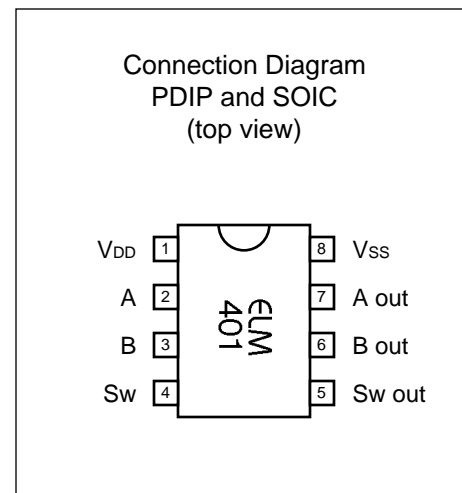 Connection Diagram
PDIP and SOIC
(top view)
VDD 1 8 VSS
A 2 7 A out
B 3 6 B out
Sw 4 5 Sw out
ELM
401